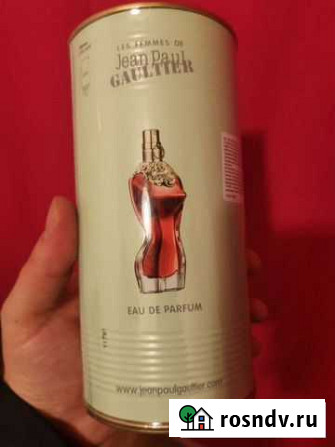 LES FEMMES DE
Jean Paul
GAULTIER
EAU DE PARFUM
www.jeanpaulgaultier.com
rosndv.ru